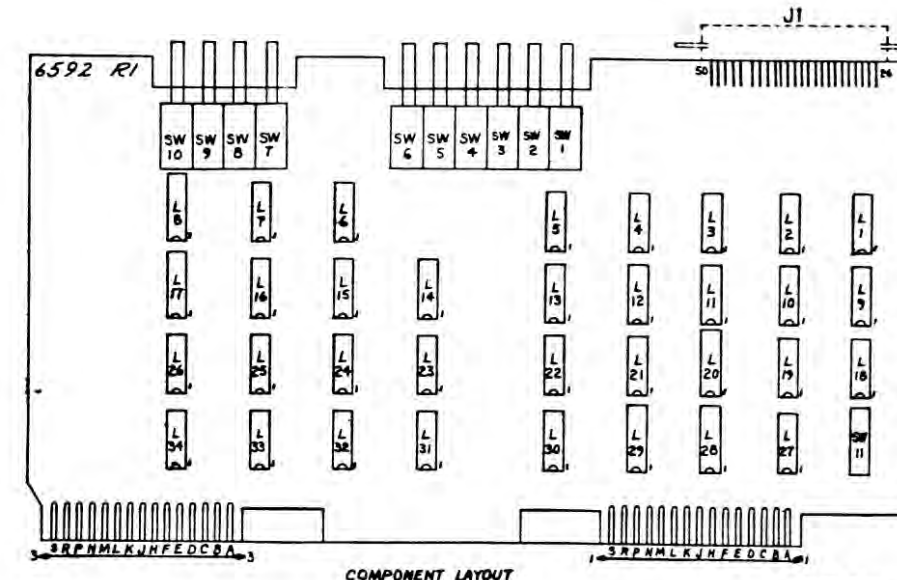 J1
6592 R1
50 26
SW 10 SW 9 SW 8 SW 7 SW 6 SW 5 SW 4 SW 3 SW 2 SW 1
L 8 L 7 L 6 L 5 L 4 L 3 L 2 L 1
L 17 L 16 L 15 L 14 L 13 L 12 L 11 L 10 L 9
L 26 L 25 L 24 L 23 L 22 L 21 L 20 L 19 L 18
L 34 L 33 L 32 L 31 L 30 L 29 L 28 L 27 SW 11
3 S R P N M L K J H F E D C B A 3 1 S R P N M L K J H F E D C B A 1
COMPONENT LAYOUT